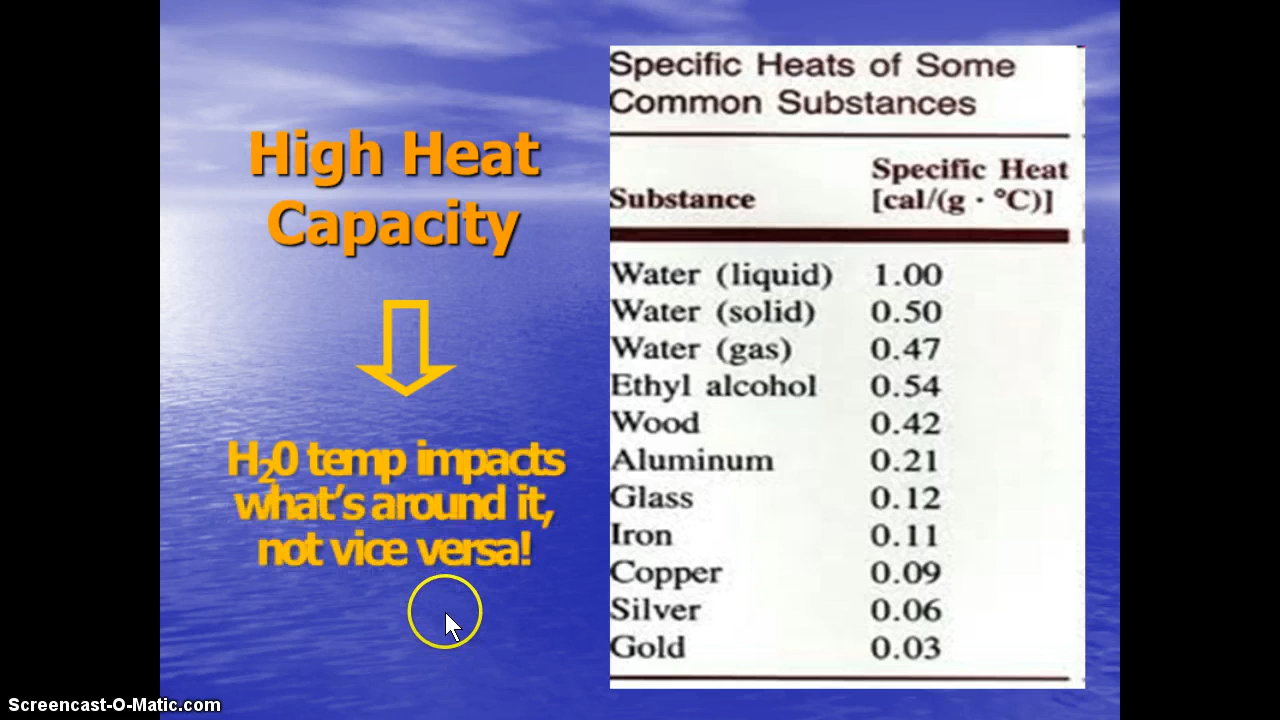 High Heat
Capacity
H₂0 temp impacts
what's around it,
not vice versa!
Specific Heats of Some
Common Substances
Substance Specific Heat [cal/(g · °C)]
Water (liquid) 1.00
Water (solid) 0.50
Water (gas) 0.47
Ethyl alcohol 0.54
Wood 0.42
Aluminum 0.21
Glass 0.12
Iron 0.11
Copper 0.09
Silver 0.06
Gold 0.03
Screencast-O-Matic.com